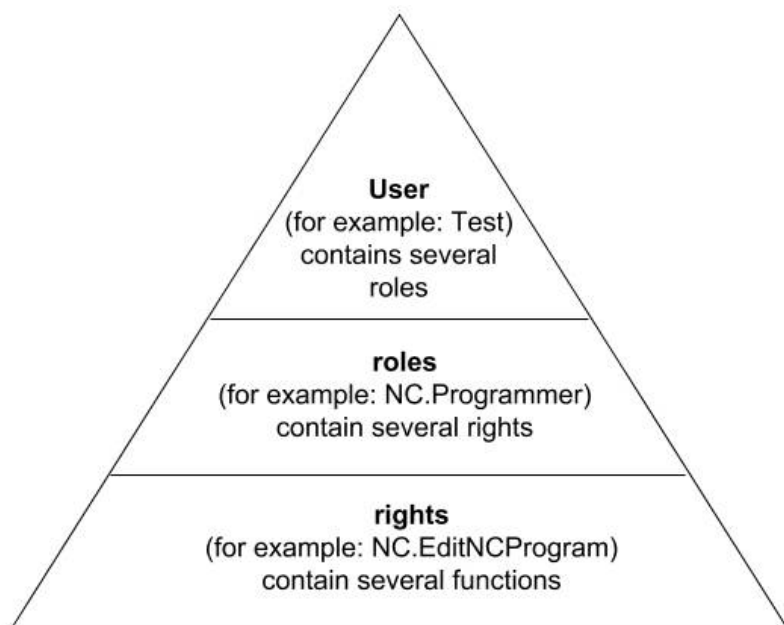 User
(for example: Test)
contains several
roles
roles
(for example: NC.Programmer)
contain several rights
rights
(for example: NC.EditNCProgram)
contain several functions